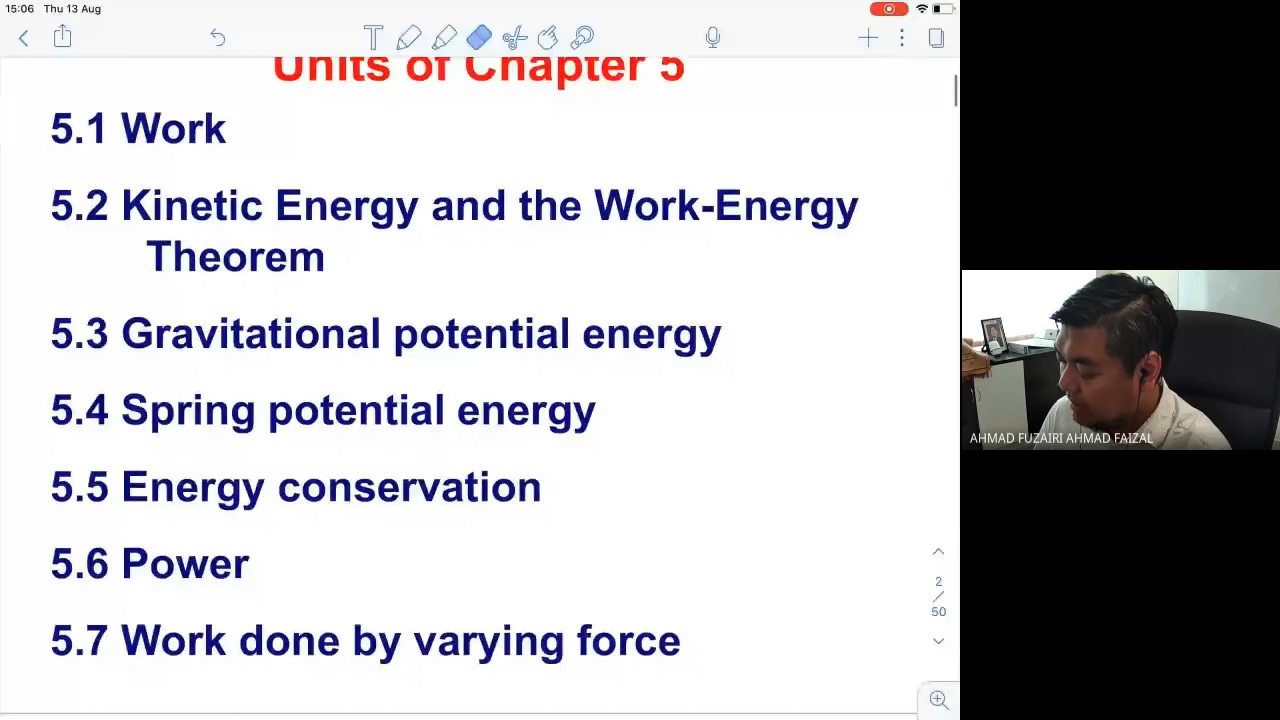 15:06 Thu 13 Aug
T
Units of Chapter 5
5.1 Work
5.2 Kinetic Energy and the Work-Energy
Theorem
5.3 Gravitational potential energy
5.4 Spring potential energy
5.5 Energy conservation
5.6 Power
5.7 Work done by varying force
2
/
50
AHMAD FUZAIRI AHMAD FAIZAL